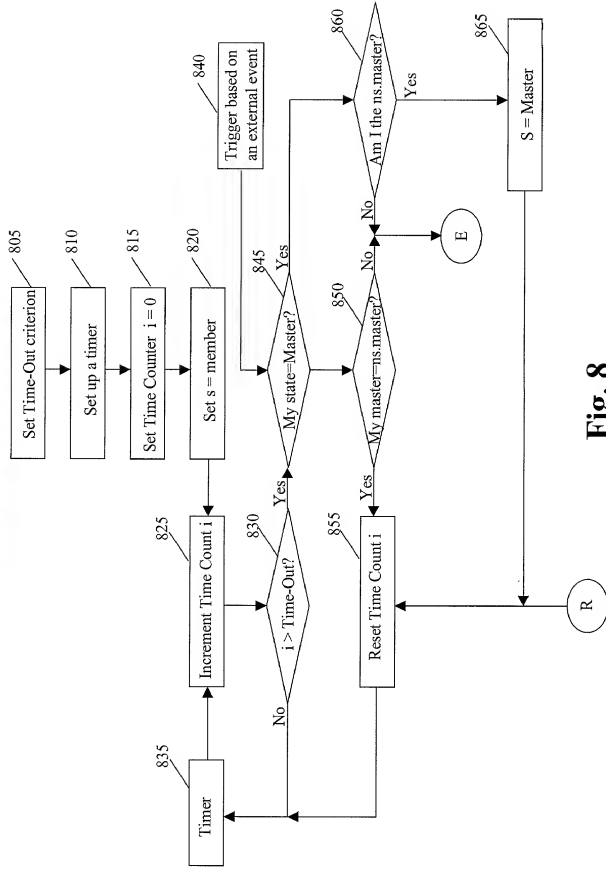 805
Set Time-Out criterion
810
Set up a timer
815
Set Time Counter i = 0
820
Set s = member
825
Increment Time Count i
830
i > Time-Out?
No
Yes
835
Timer
840
Trigger based on
an external event
845
My state=Master?
Yes
850
My master=ns.master?
Yes
No
855
Reset Time Count i
860
Am I the ns.master?
No
Yes
865
S = Master
E
R
Fig. 8